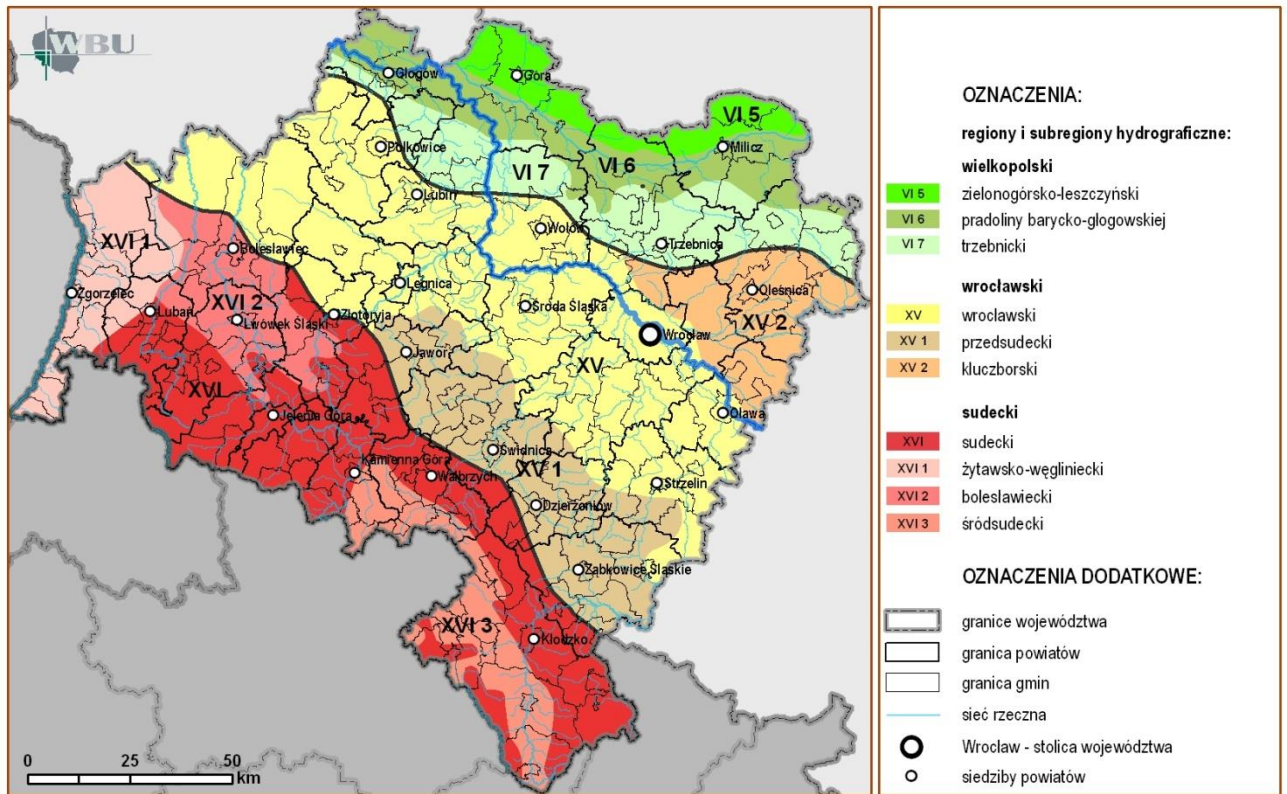 WBU
Głogów
Góra
VI 5
Polkowice
Milicz
VI 6
VI 7
Lubin
Wołów
Trzebnica
XVI 1
Bolesławiec
Oleśnica
Zgorzelec
Legnica
Lubań
XVI 2
Środa Śląska
XV 2
Lwówek Śląski
Złotoryja
Wrocław
Jawor
XV
XVI
Jelenia Góra
Oława
Świdnica
Kamienna Góra
Wałbrzych
XV 1
Strzelin
Dzierżoniów
Ząbkowice Śląskie
XVI 3
Kłodzko
0 25 50
km
OZNACZENIA:
regiony i subregiony hydrograficzne:
wielkopolski
VI 5 zielonogórsko-leszczyński
VI 6 pradoliny barycko-głogowskiej
VI 7 trzebnicki
wrocławski
XV wrocławski
XV 1 przedsudecki
XV 2 kluczborski
sudecki
XVI sudecki
XVI 1 żytawsko-węgliniecki
XVI 2 bolesławiecki
XVI 3 śródsudecki
OZNACZENIA DODATKOWE:
granice województwa
granica powiatów
granica gmin
sieć rzeczna
Wrocław - stolica województwa
siedziby powiatów